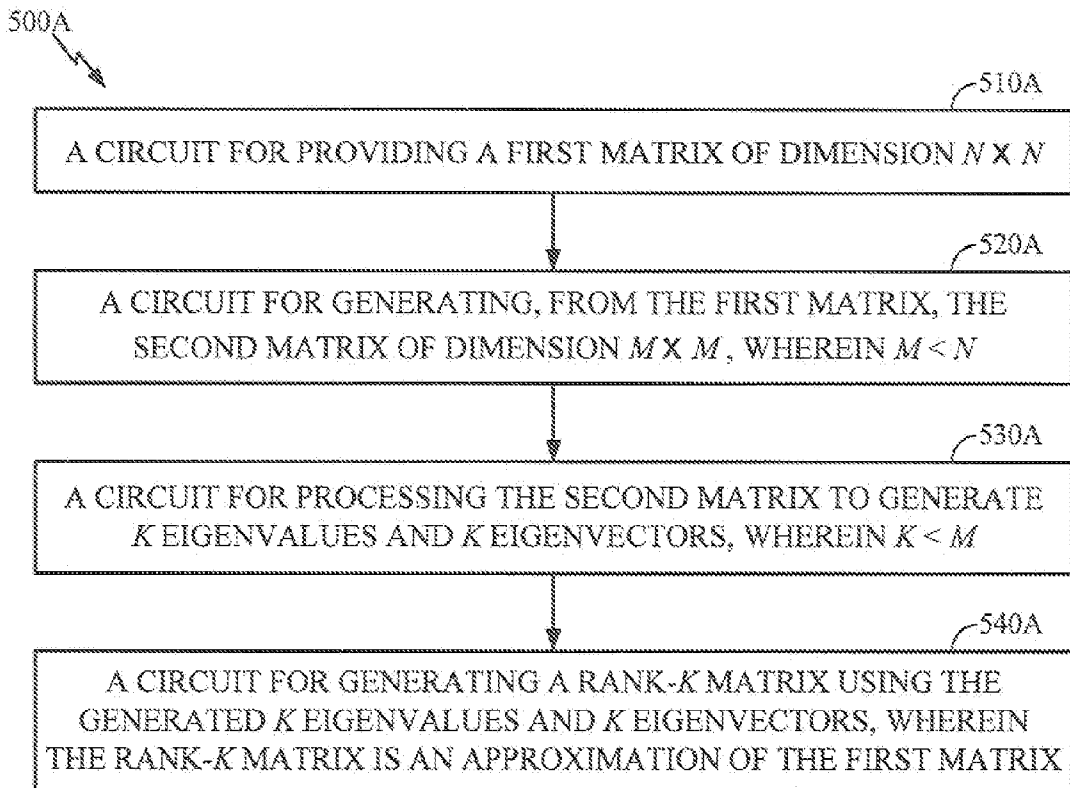 500A
510A
A CIRCUIT FOR PROVIDING A FIRST MATRIX OF DIMENSION N X N
520A
A CIRCUIT FOR GENERATING, FROM THE FIRST MATRIX, THE
SECOND MATRIX OF DIMENSION M X M , WHEREIN M < N
530A
A CIRCUIT FOR PROCESSING THE SECOND MATRIX TO GENERATE
K EIGENVALUES AND K EIGENVECTORS, WHEREIN K < M
540A
A CIRCUIT FOR GENERATING A RANK-K MATRIX USING THE
GENERATED K EIGENVALUES AND K EIGENVECTORS, WHEREIN
THE RANK-K MATRIX IS AN APPROXIMATION OF THE FIRST MATRIX